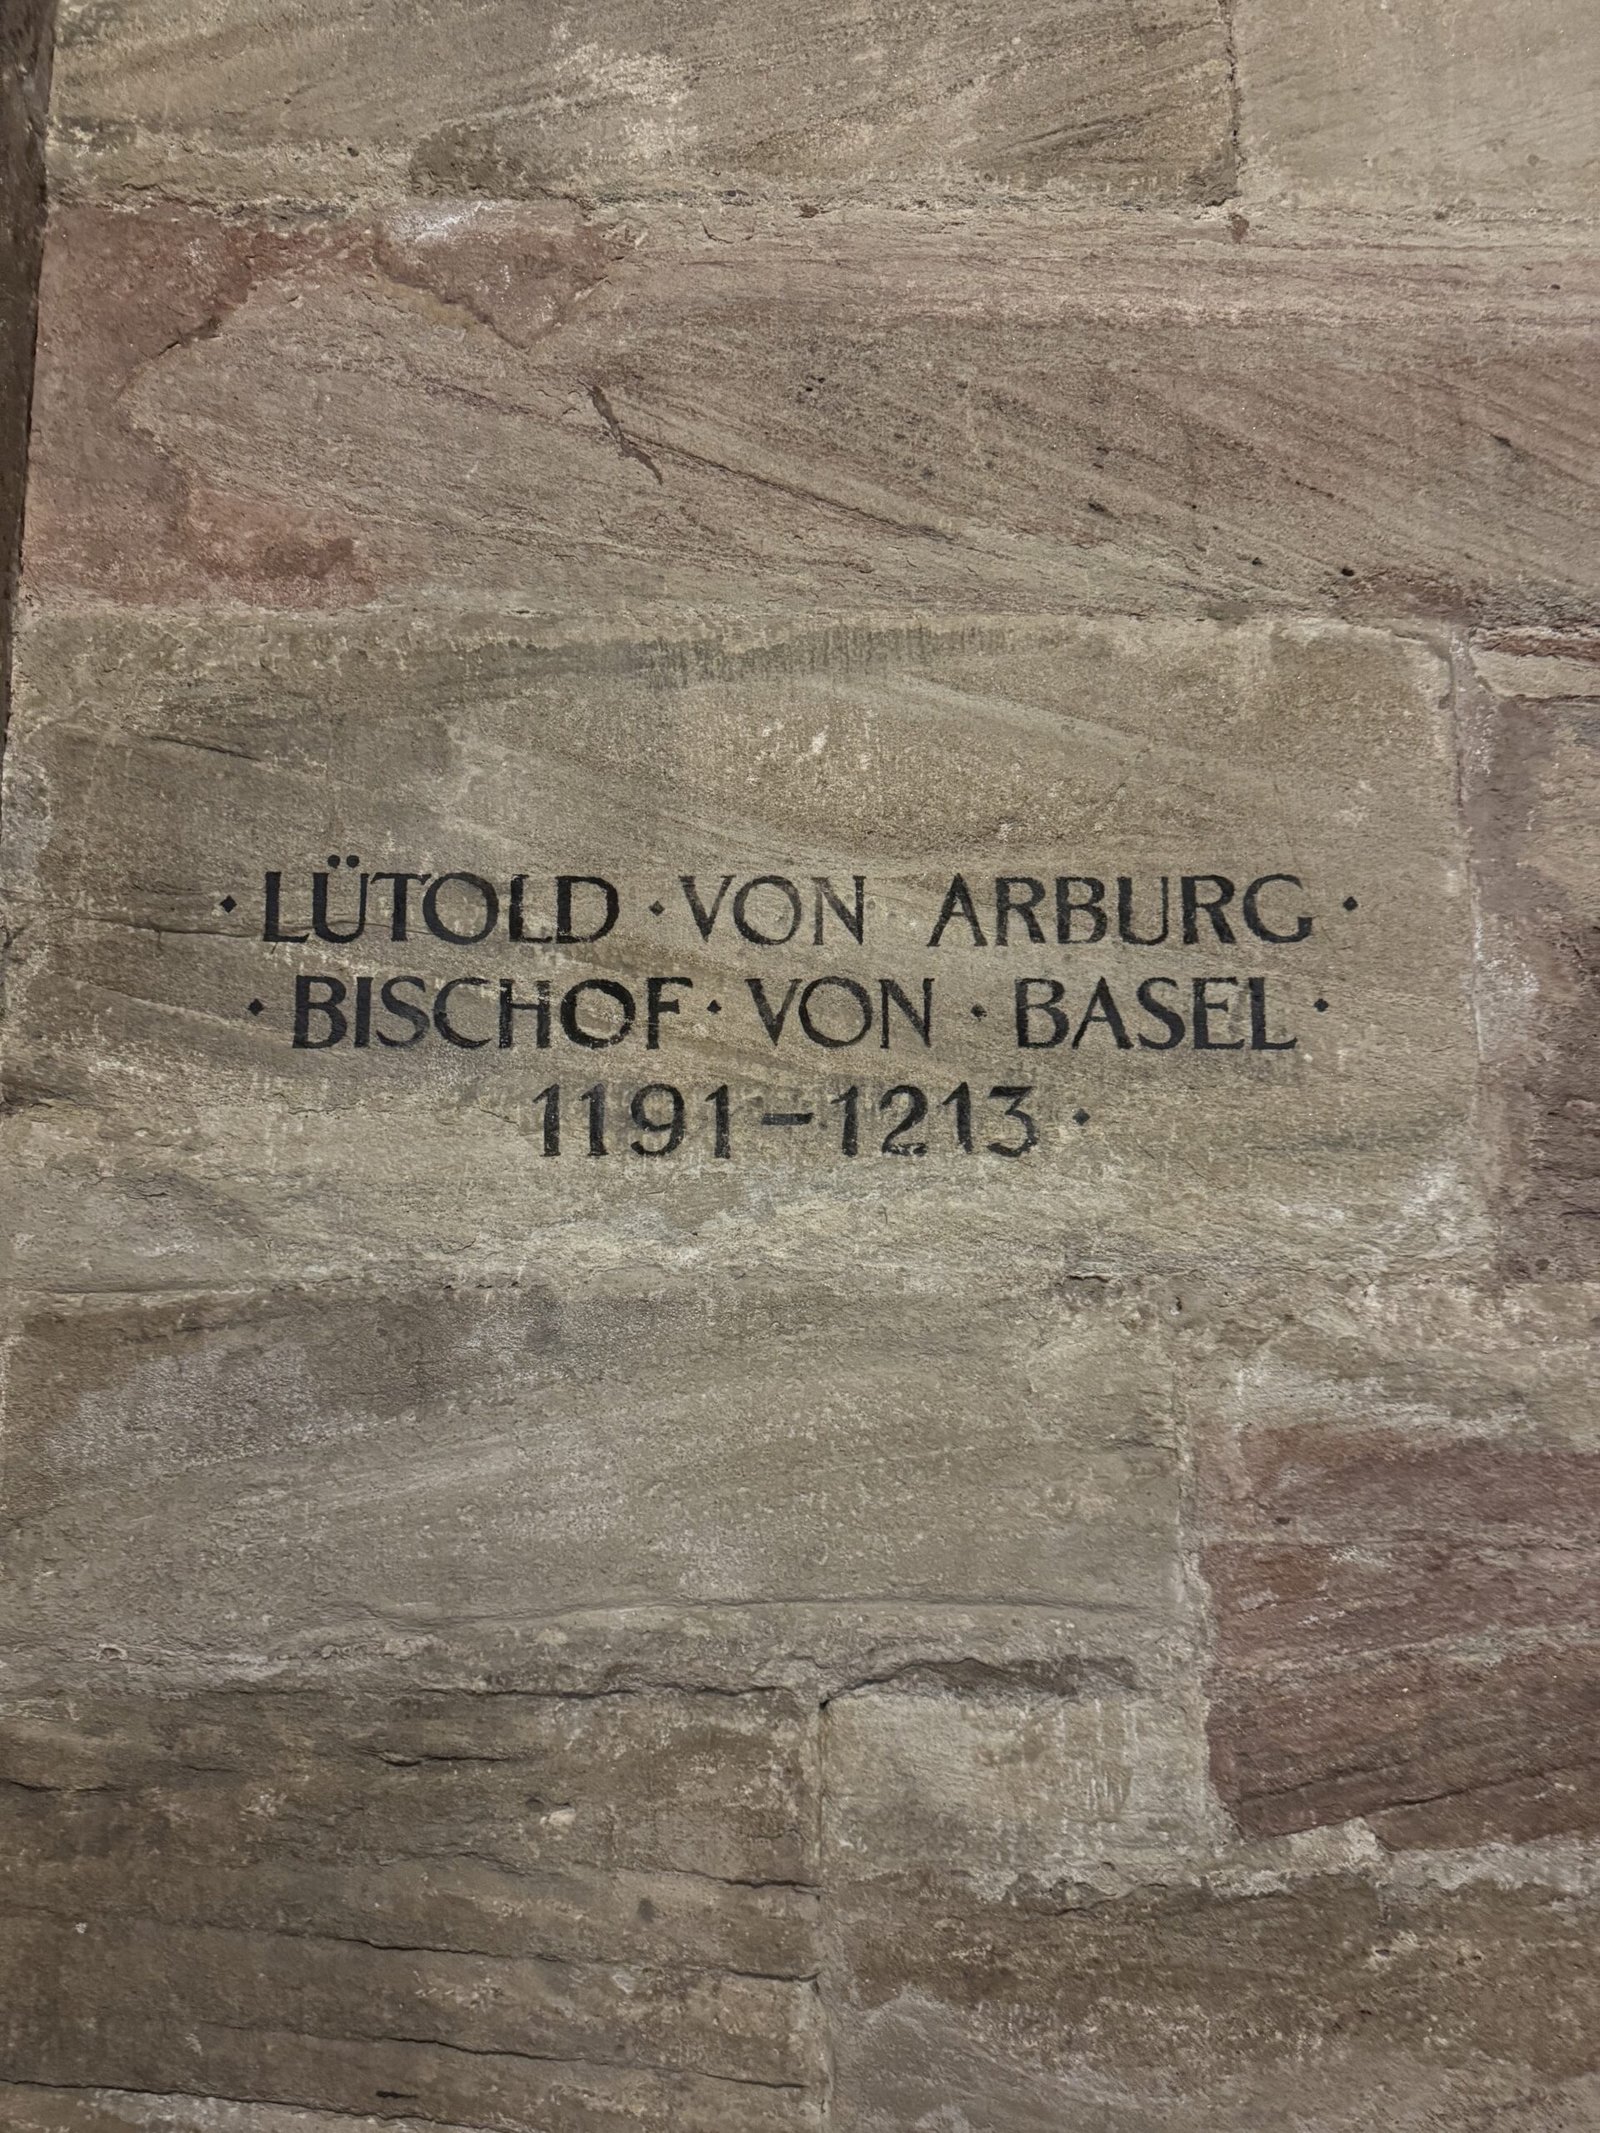 ·LÜTOLD·VON ARBURG·
·BISCHOF·VON·BASEL·
1191–1213·